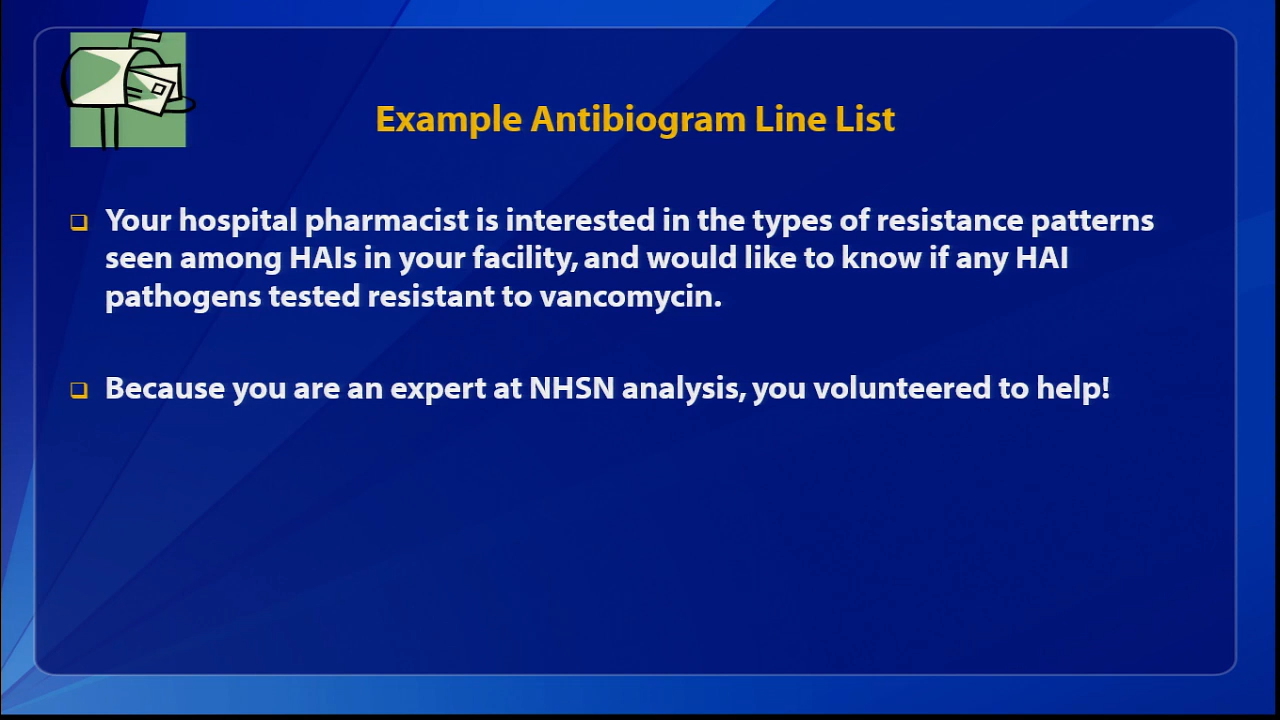 Example Antibiogram Line List
Your hospital pharmacist is interested in the types of resistance patterns
seen among HAIs in your facility, and would like to know if any HAI
pathogens tested resistant to vancomycin.
Because you are an expert at NHSN analysis, you volunteered to help!